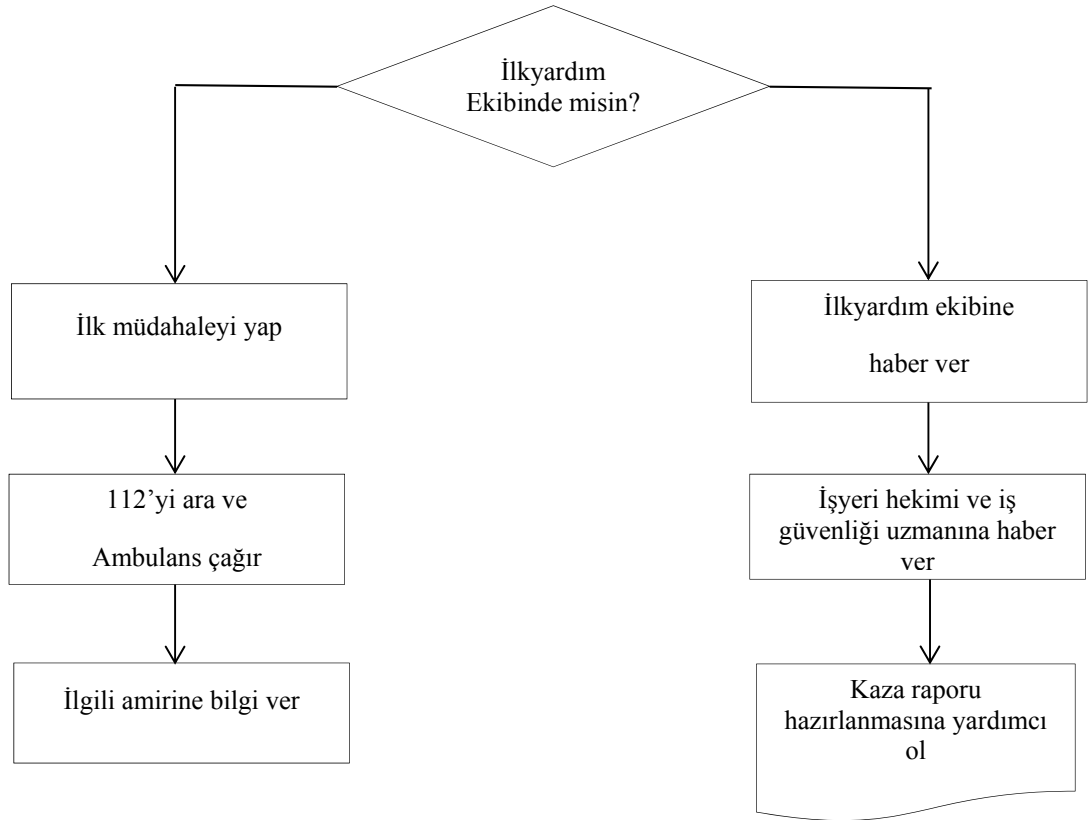 İlkyardım
Ekibinde misin?
İlk müdahaleyi yap
112’yi ara ve
Ambulans çağır
İlgili amirine bilgi ver
İlkyardım ekibine
haber ver
İşyeri hekimi ve iş
güvenliği uzmanına haber
ver
Kaza raporu
hazırlanmasına yardımcı
ol